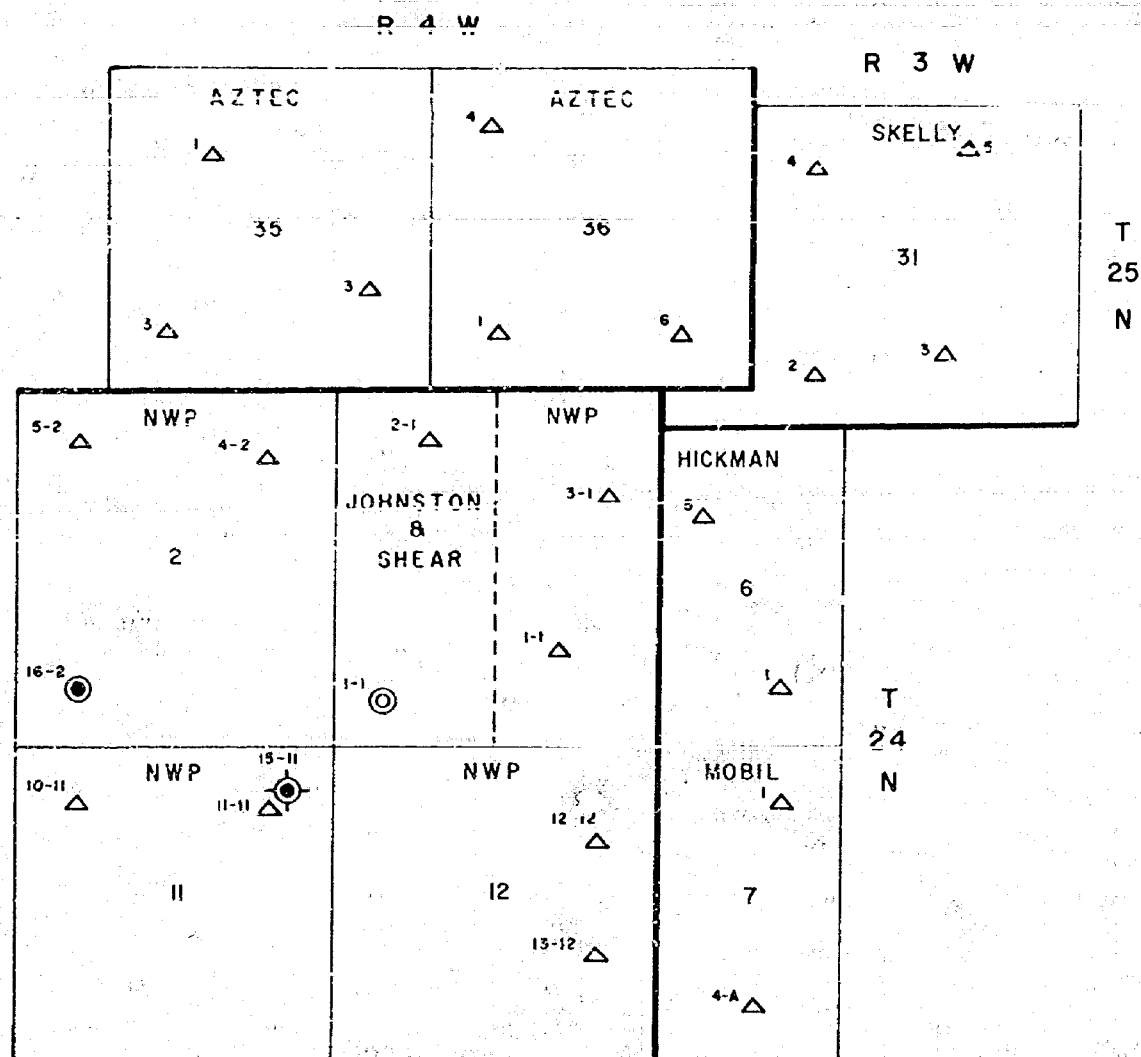 R 4 W
R 3 W
AZTEC
AZTEC
SKELLY
1
4
4
5
35
36
31
3
3
1
6
2
3
T
25
N
NWP
NWP
5-2
4-2
2-1
3-1
JOHNSTON
&
SHEAR
2
1-1
16-2
1-1
HICKMAN
5
6
1
T
24
N
NWP
NWP
MOBIL
10-11
11-11
15-11
12-12
1
11
12
7
13-12
4-A